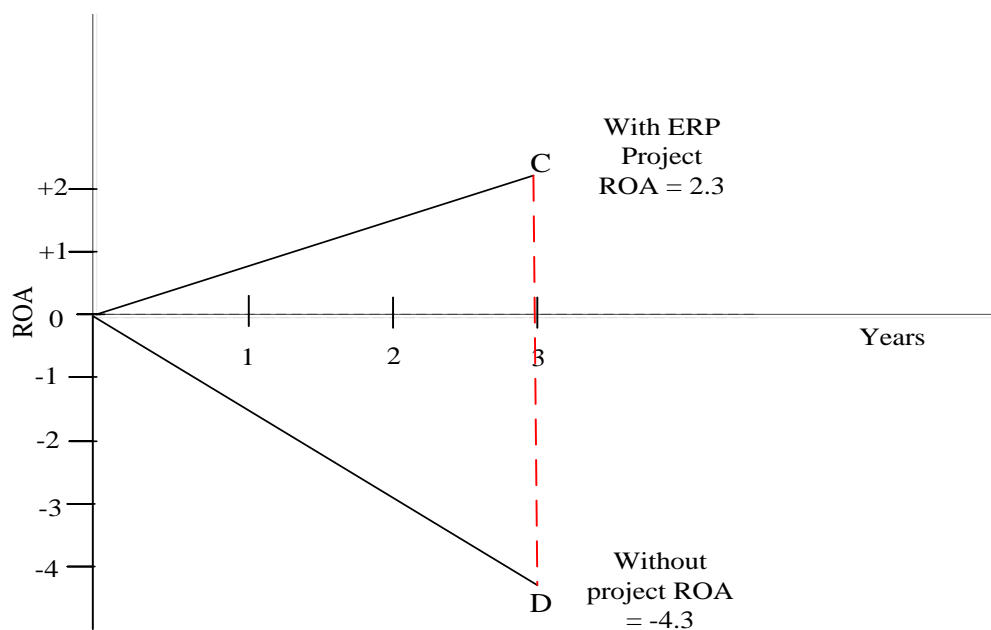 With ERP
Project
ROA = 2.3
C
+2
+1
ROA
0
Years
1
2
3
-1
-2
-3
-4
Without
project ROA
= -4.3
D